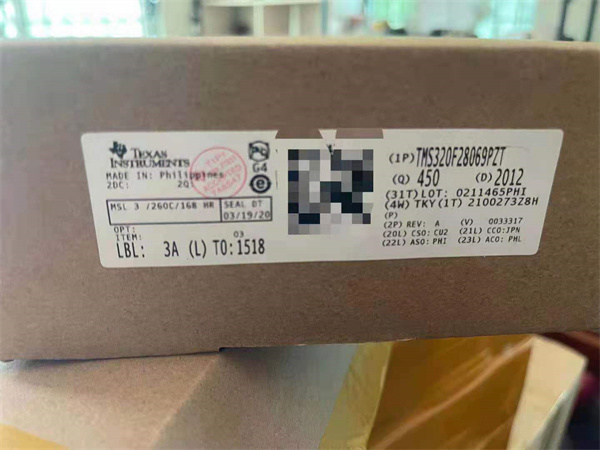 TEXAS
INSTRUMENTS
MADE IN: Philippines
2DC: 2Q:
G4
MSL 3 /260C/168 HR
SEAL DT
03/19/20
OPT:
ITEM: 03
LBL: 3A (L) TO:1518
(1P)TMS320F28069PZT
(Q) 450 (D) 2012
(31T) LOT: 0211465PHI
(4W) TKY(1T) 2100273Z8H
(P)
(2P) REV: A (V) 0033317
(20L) CSO: CU2 (21L) CCO:JPN
(22L) ASO: PHI (23L) ACO: PHL